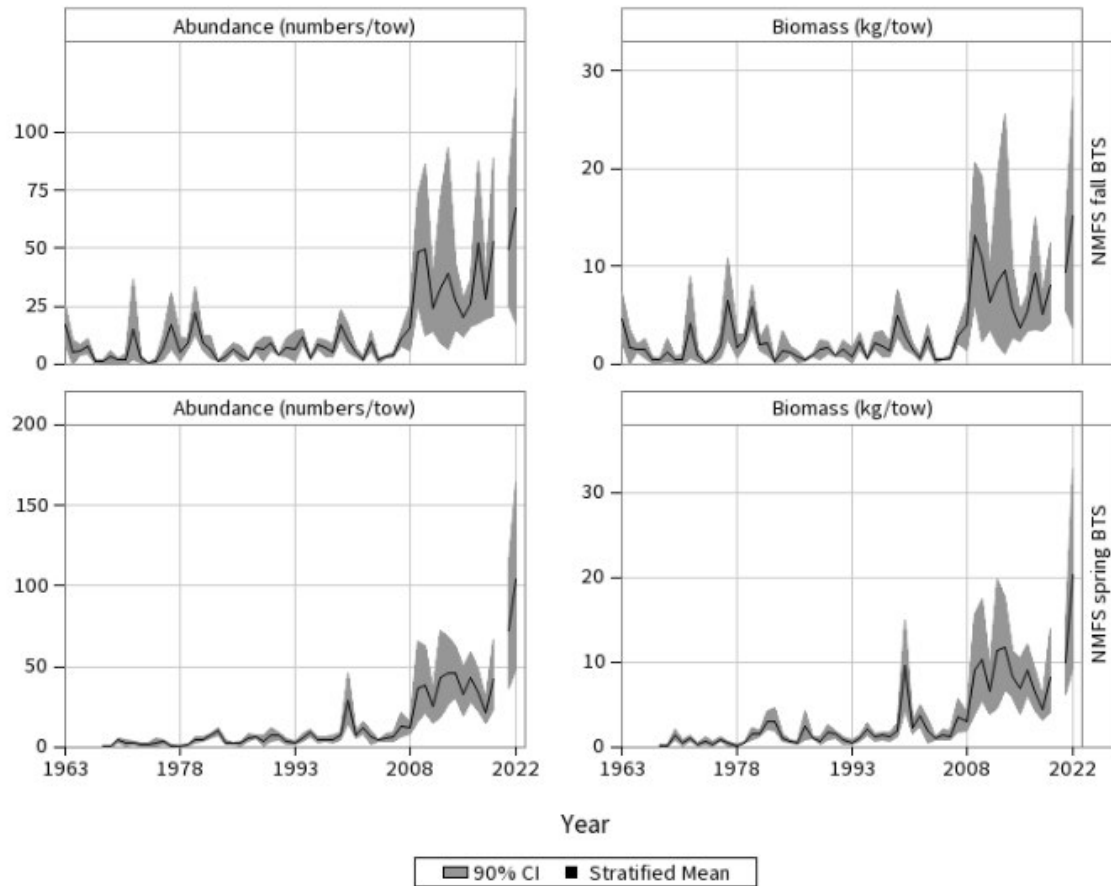 Abundance (numbers/tow)
Biomass (kg/tow)
100
75
50
25
0
30
20
10
0
NMFS fall BTS
Abundance (numbers/tow)
Biomass (kg/tow)
200
150
100
50
0
30
20
10
0
NMFS spring BTS
1963 1978 1993 2008 2022
1963 1978 1993 2008 2022
Year
90% CI Stratified Mean